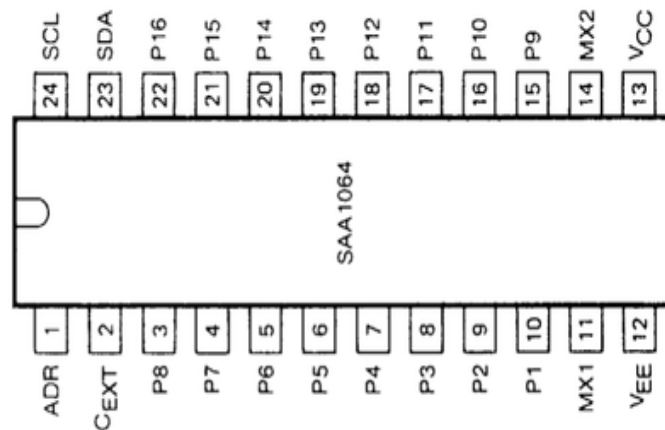 SCL
SDA
P16
P15
P14
P13
P12
P11
P10
P9
MX2
VCC
24
23
22
21
20
19
18
17
16
15
14
13
SAA1064
1
2
3
4
5
6
7
8
9
10
11
12
ADR
CEXT
P8
P7
P6
P5
P4
P3
P2
P1
MX1
VEE